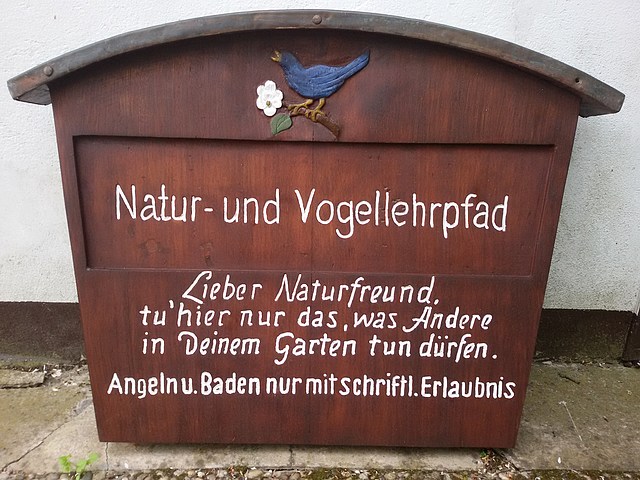 Natur- und Vogellehrpfad
Lieber Naturfreund,
tu' hier nur das, was Andere
in Deinem Garten tun dürfen.
Angeln u. Baden nur mit schriftl. Erlaubnis